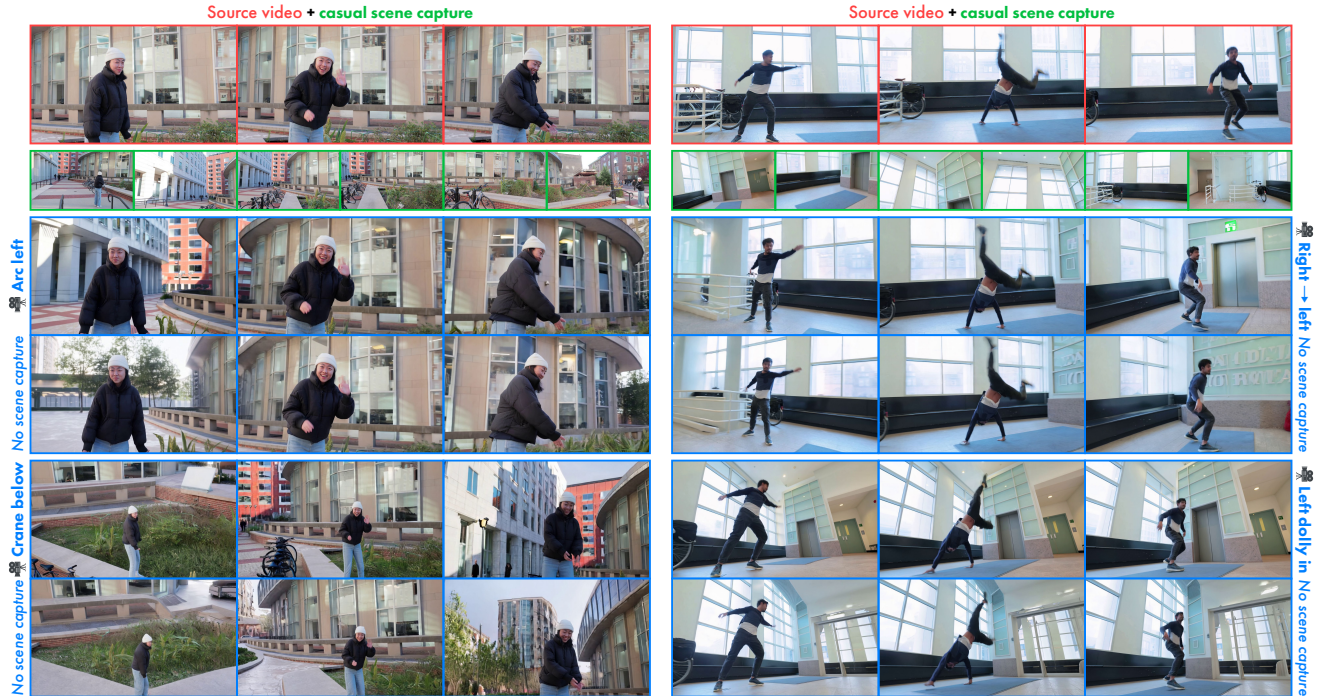 Source video + casual scene capture
Source video + casual scene capture
Arc left
No scene capture
Crane below
No scene capture
Right → left
No scene capture
Left dolly in
No scene capture